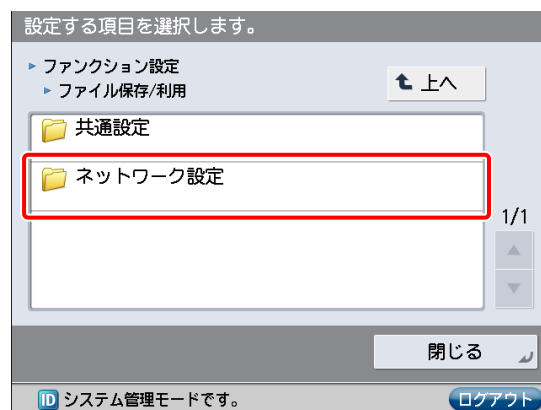 設定する項目を選択します。
ファンクション設定
ファイル保存/利用
上へ
共通設定
ネットワーク設定
1/1
閉じる
ID システム管理モードです。
ログアウト